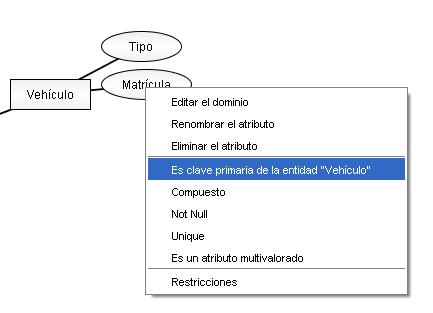 Tipo
Vehículo
Matrícula
Editar el dominio
Renombrar el atributo
Eliminar el atributo
Es clave primaria de la entidad "Vehículo"
Compuesto
Not Null
Unique
Es un atributo multivalorado
Restricciones